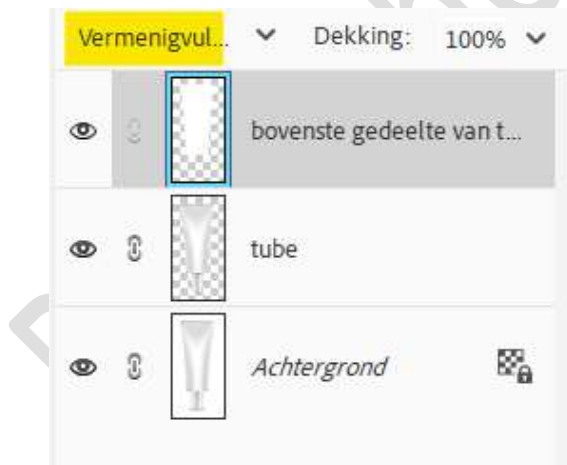 Vermenigvul... Dekking: 100%
bovenste gedeelte van t...
tube
Achtergrond